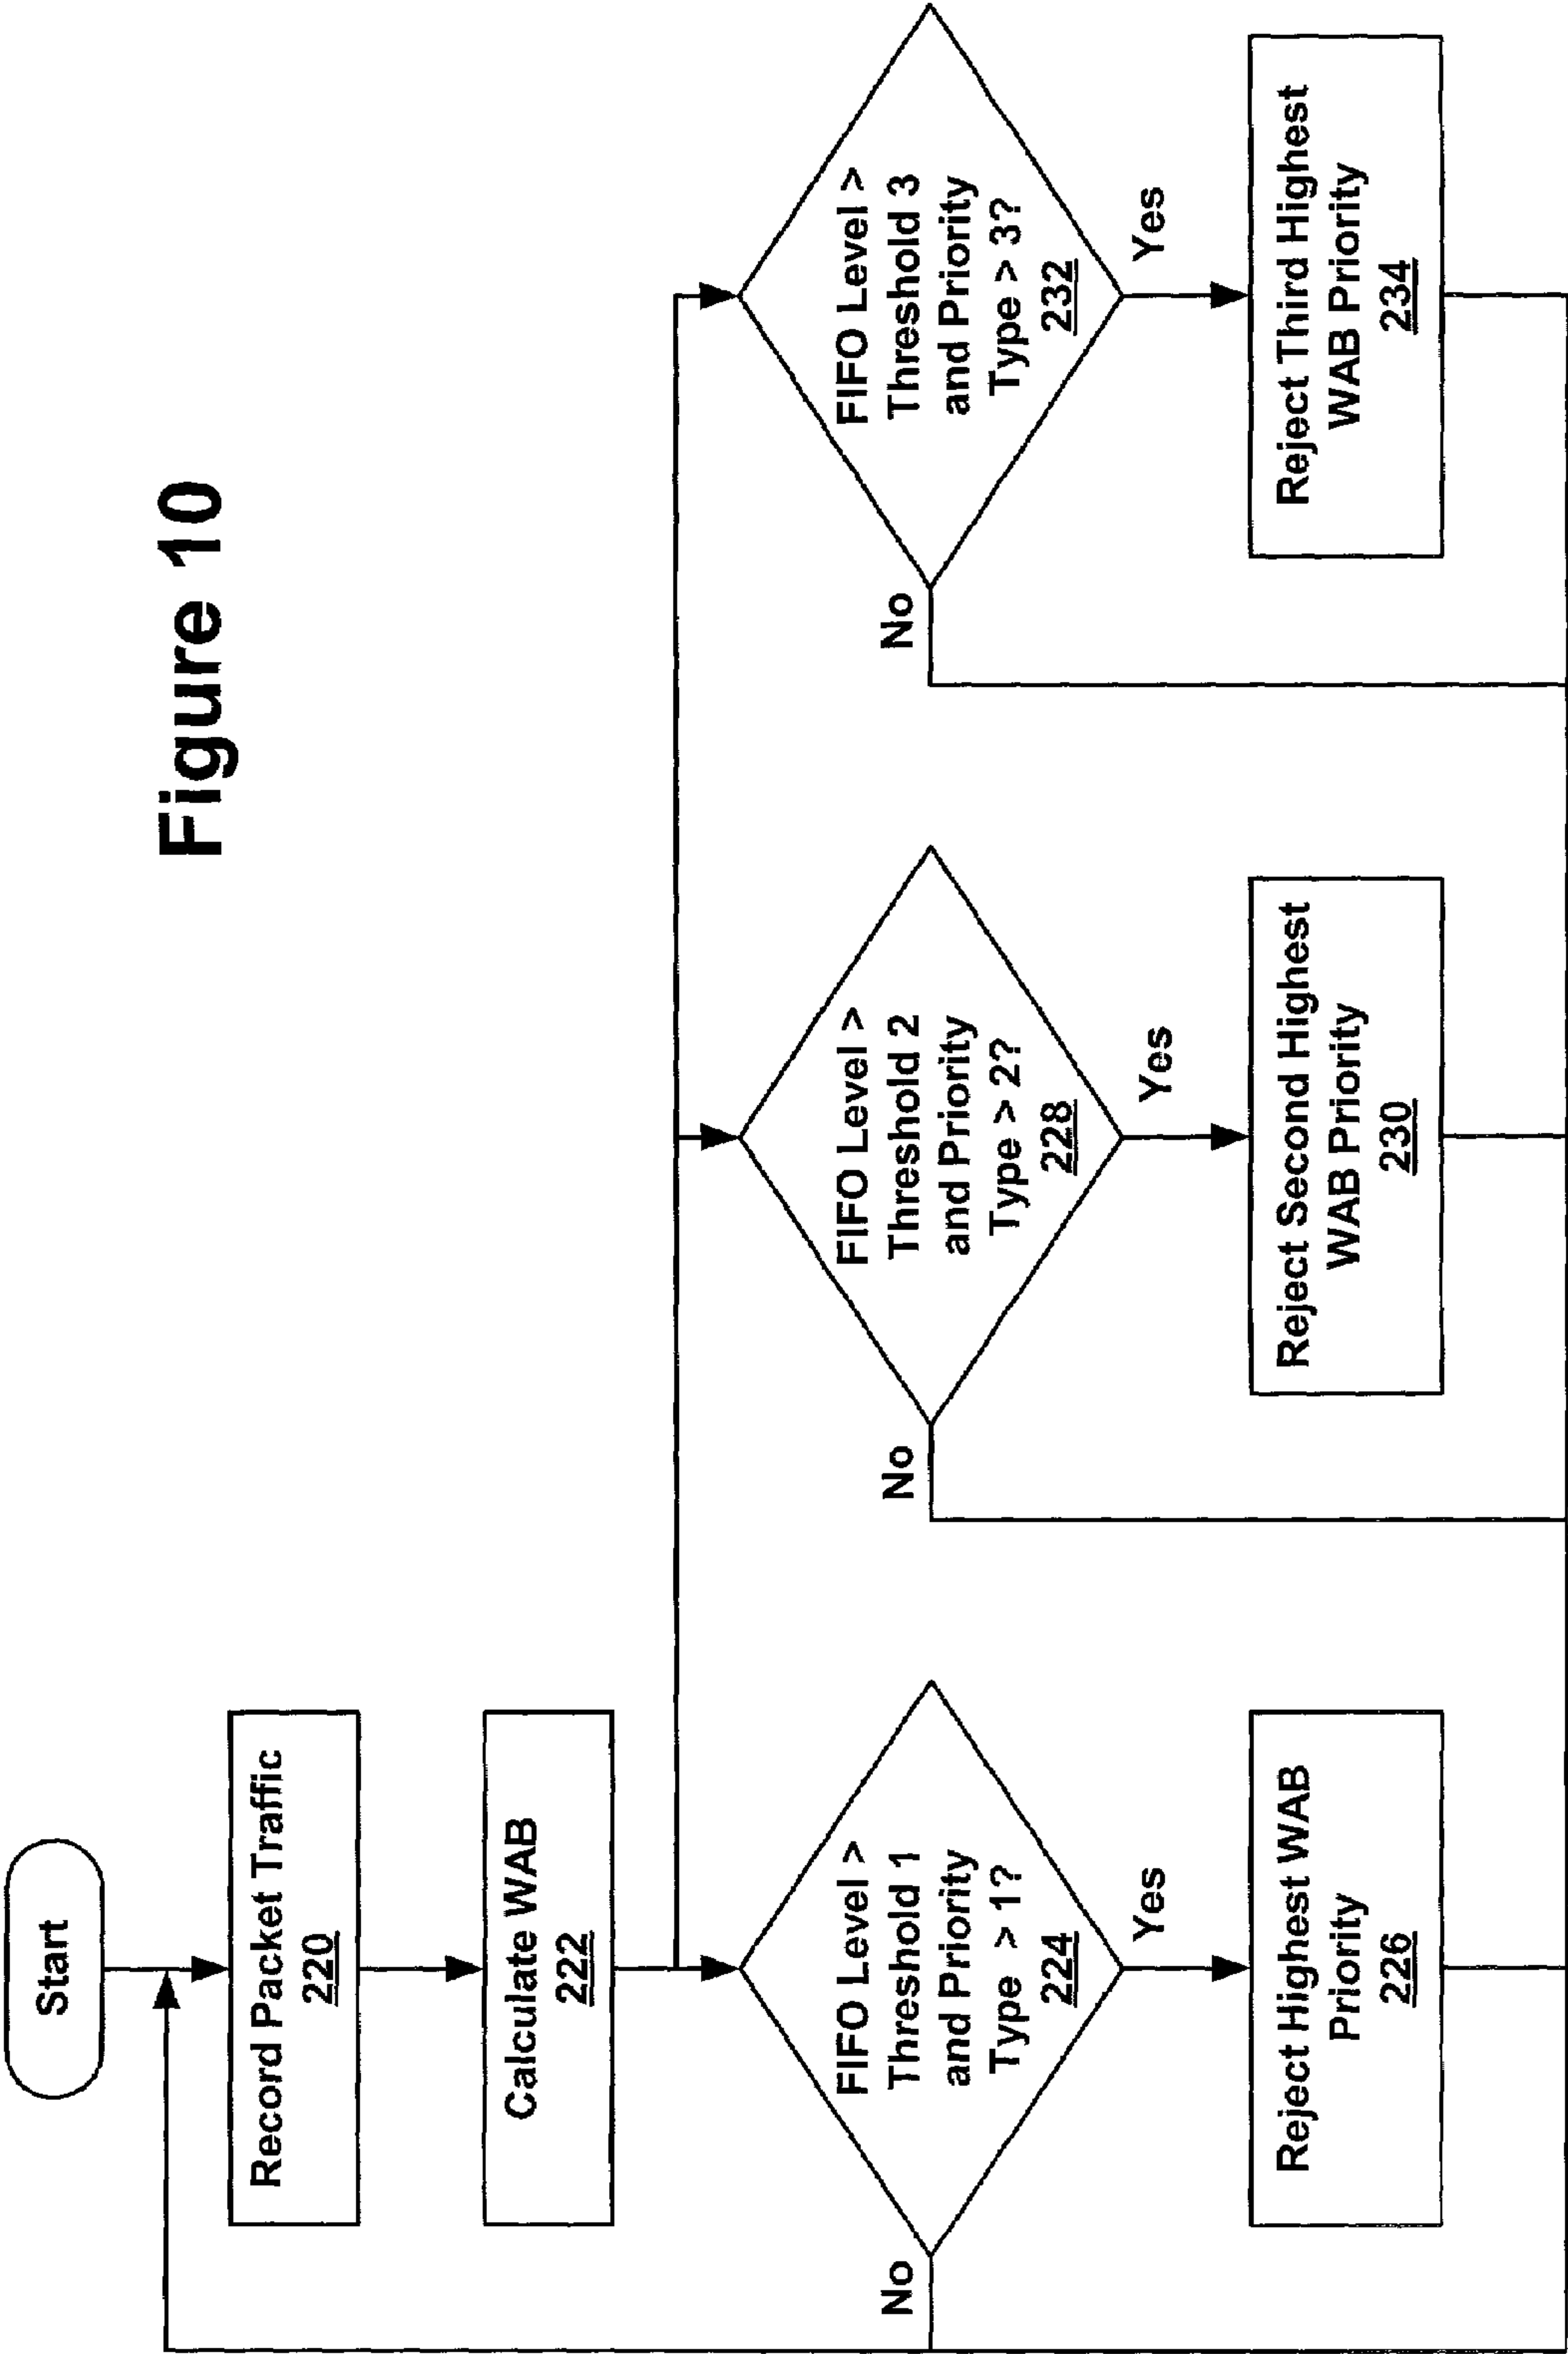 Figure 10
Start
Record Packet Traffic
220
Calculate WAB
222
FIFO Level >
Threshold 1
and Priority
Type > 1?
224
No
Yes
Reject Highest WAB
Priority
226
FIFO Level >
Threshold 2
and Priority
Type > 2?
228
No
Yes
Reject Second Highest
WAB Priority
230
FIFO Level >
Threshold 3
and Priority
Type > 3?
232
No
Yes
Reject Third Highest
WAB Priority
234